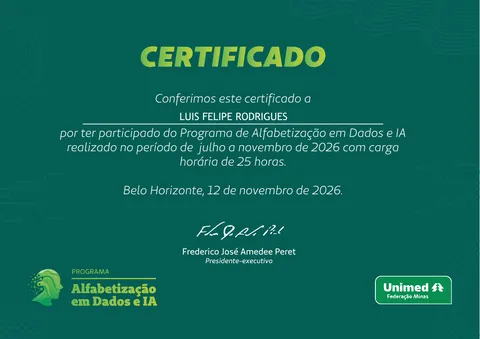 CERTIFICADO
Conferimos este certificado a
LUIS FELIPE RODRIGUES
por ter participado do Programa de Alfabetização em Dados e IA
realizado no período de julho a novembro de 2026 com carga
horária de 25 horas.
Belo Horizonte, 12 de novembro de 2026.
Frederico José Amedee Peret
Presidente-executivo
PROGRAMA
Alfabetização
em Dados e IA
Unimed
Federação Minas